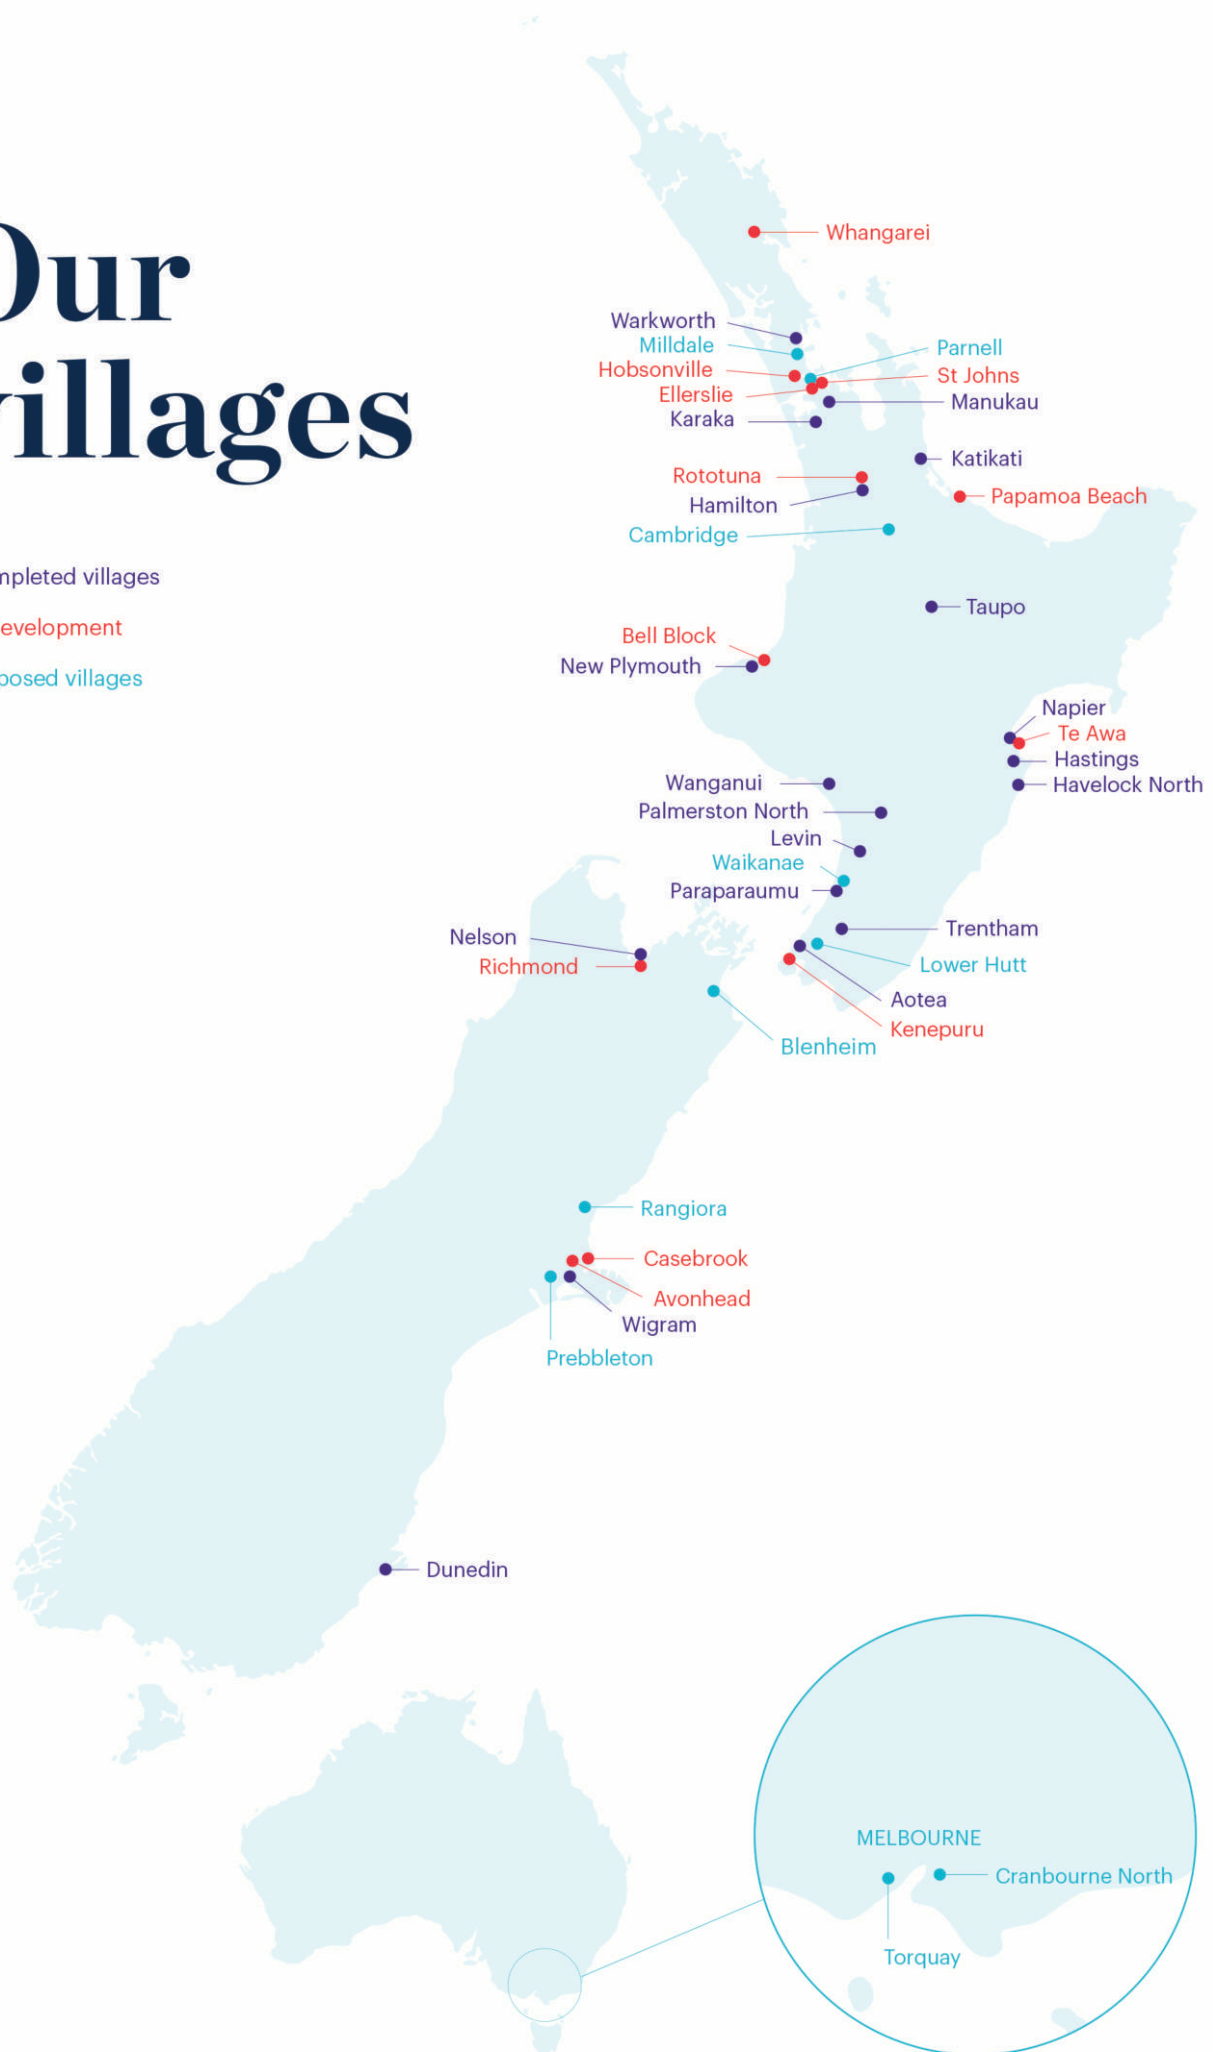 Our
villages
mpleted villages
evelopment
posed villages
Whangarei
Warkworth
Milldale
Hobsonville
Ellerslie
Karaka
Parnell
St Johns
Manukau
Katikati
Rototuna
Hamilton
Papamoa Beach
Cambridge
Taupo
Bell Block
New Plymouth
Napier
Te Awa
Hastings
Havelock North
Wanganui
Palmerston North
Levin
Waikanae
Paraparaumu
Trentham
Nelson
Richmond
Lower Hutt
Aotea
Kenepuru
Blenheim
Rangiora
Casebrook
Avonhead
Wigram
Prebbleton
Dunedin
MELBOURNE
Cranbourne North
Torquay